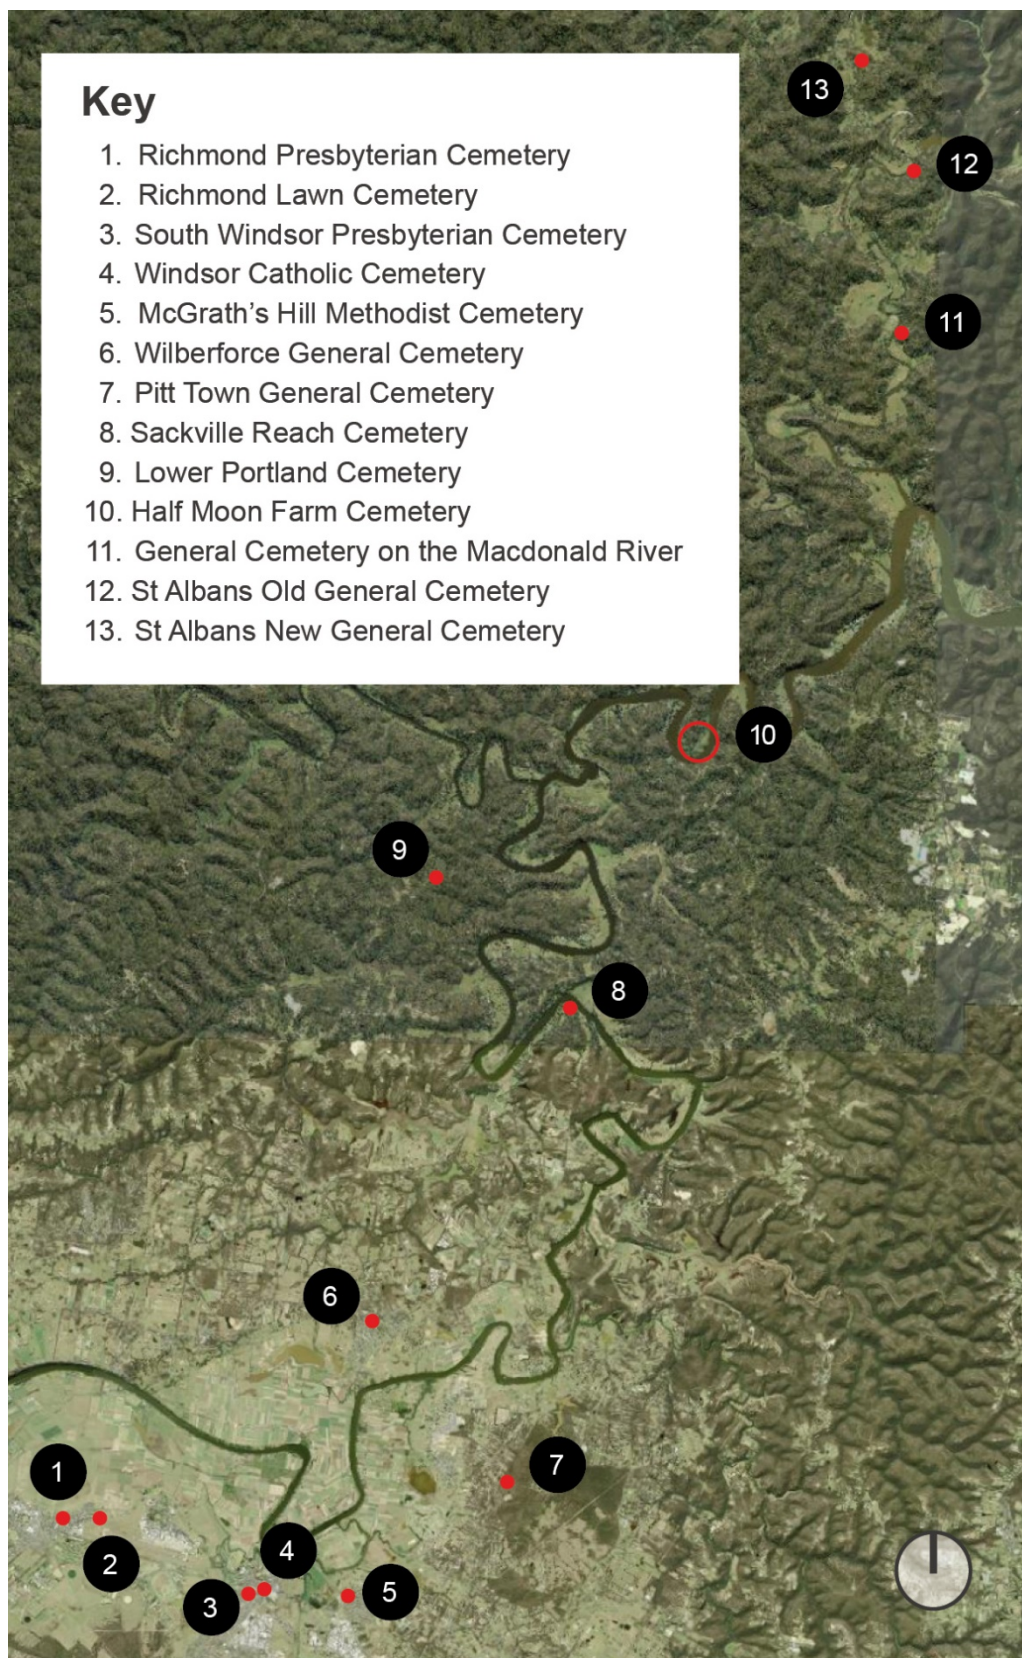 Key
1. Richmond Presbyterian Cemetery
2. Richmond Lawn Cemetery
3. South Windsor Presbyterian Cemetery
4. Windsor Catholic Cemetery
5. McGrath’s Hill Methodist Cemetery
6. Wilberforce General Cemetery
7. Pitt Town General Cemetery
8. Sackville Reach Cemetery
9. Lower Portland Cemetery
10. Half Moon Farm Cemetery
11. General Cemetery on the Macdonald River
12. St Albans Old General Cemetery
13. St Albans New General Cemetery
13
12
11
10
9
8
6
7
1
2
4
3
5